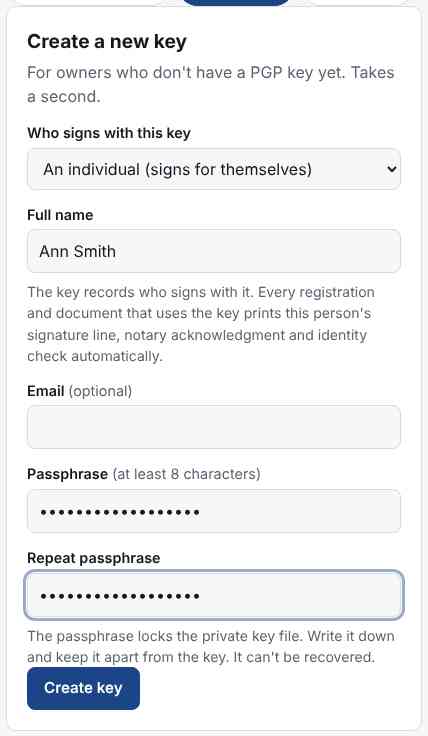 Create a new key
For owners who don't have a PGP key yet. Takes
a second.
Who signs with this key
An individual (signs for themselves)
Full name
Ann Smith
The key records who signs with it. Every registration
and document that uses the key prints this person's
signature line, notary acknowledgment and identity
check automatically.
Email (optional)
Passphrase (at least 8 characters)
••••••••••••••••••
Repeat passphrase
••••••••••••••••••
The passphrase locks the private key file. Write it down
and keep it apart from the key. It can't be recovered.
Create key